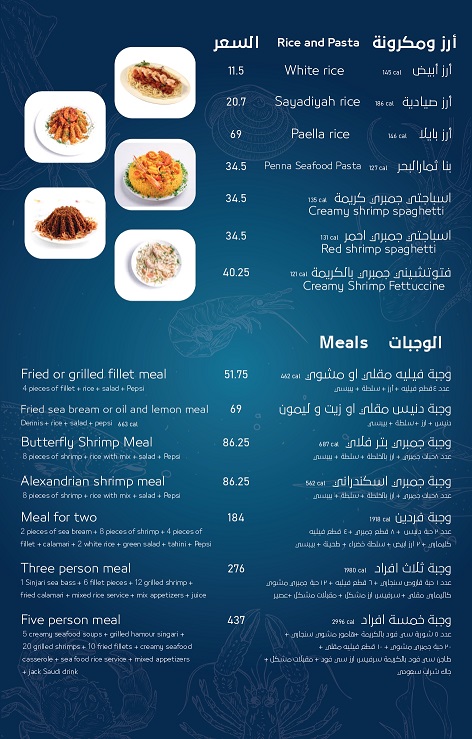 أرز ومكرونة Rice and Pasta السعر
أرز أبيض 145 cal White rice 11.5
أرز صيادية 186 cal Sayadiyah rice 20.7
أرز بايلا 146 cal Paella rice 69
بنا ثمارالبحر 127 cal Penna Seafood Pasta 34.5
اسباجتي جمبري كريمة 135 cal 34.5
Creamy shrimp spaghetti
اسباجتي جمبري احمر 131 cal 34.5
Red shrimp spaghetti
فتوتشيني جمبري بالكريمة 121 cal 40.25
Creamy Shrimp Fettuccine
Meals الوجبات
Fried or grilled fillet meal 51.75 وجبة فيليه مقلي او مشوي 462 cal
4 pieces of fillet + rice + salad + Pepsi عدد ٤ قطع فيليه + أرز + سلطة + بيبسي
Fried sea bream or oil and lemon meal 69 وجبة دنيس مقلي او زيت و ليمون
Dennis + rice + salad + pepsi 663 cal دنيس + أرز + سلطة + بيبسي
Butterfly Shrimp Meal 86.25 وجبة جمبري بتر فلاي 687 cal
8 pieces of shrimp + rice with mix + salad + Pepsi عدد ٨ حبات جمبري + أرز بالخلطة + سلطة + بيبسي
Alexandrian shrimp meal 86.25 وجبة جمبري اسكندراني 542 cal
8 pieces of shrimp + rice with mix + salad + Pepsi عدد ٨ حبات جمبري + أرز بالخلطة + سلطة + بيبسي
Meal for two 184 وجبة فردين 1918 cal
2 pieces of sea bream + 8 pieces of shrimp + 4 pieces of عدد ٢ حبة دنيس + ٨ قطع جمبري + ٤ قطع فيليه
fillet + calamari + 2 white rice + green salad + tahini + Pepsi كاليماري + ٢ أرز ابيض + سلطة خضراء + طحينة + بيبسي
Three person meal 276 وجبة ثلاث افراد 1980 cal
1 Sinjari sea bass + 6 fillet pieces + 12 grilled shrimp + عدد ١ حبة قاروص سنجاري + ٦ قطع فيليه + ١٢ حبة جمبري مشوي
fried calamari + mixed rice service + mix appetizers + juice كاليماري مقلي + سرفيس ارز مشكل + مقبلات مشكل +عصير
Five person meal 437 وجبة خمسة افراد 2996 cal
5 creamy seafood soups + grilled hamour singari + عدد ٥ شوربة سي فود بالكريمة +هامور مشوي سنجاري +
20 grilled shrimps + 10 fried fillets + creamy seafood ٢٠ حبة جمبري مشوي + ١٠ قطع فيليه مقلي +
casserole + sea food rice service + mixed appetizers طاجن سي فود بالكريمة سرفيس ارز سي فود + مقبلات مشكل +
+ jack Saudi drink جاك شراب سعودي